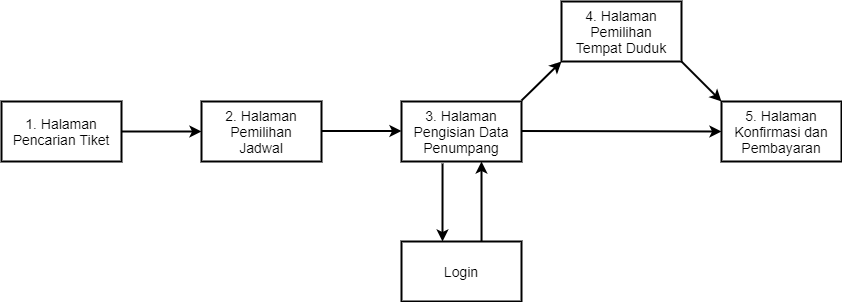 1. Halaman
Pencarian Tiket
2. Halaman
Pemilihan
Jadwal
3. Halaman
Pengisian Data
Penumpang
4. Halaman
Pemilihan
Tempat Duduk
5. Halaman
Konfirmasi dan
Pembayaran
Login